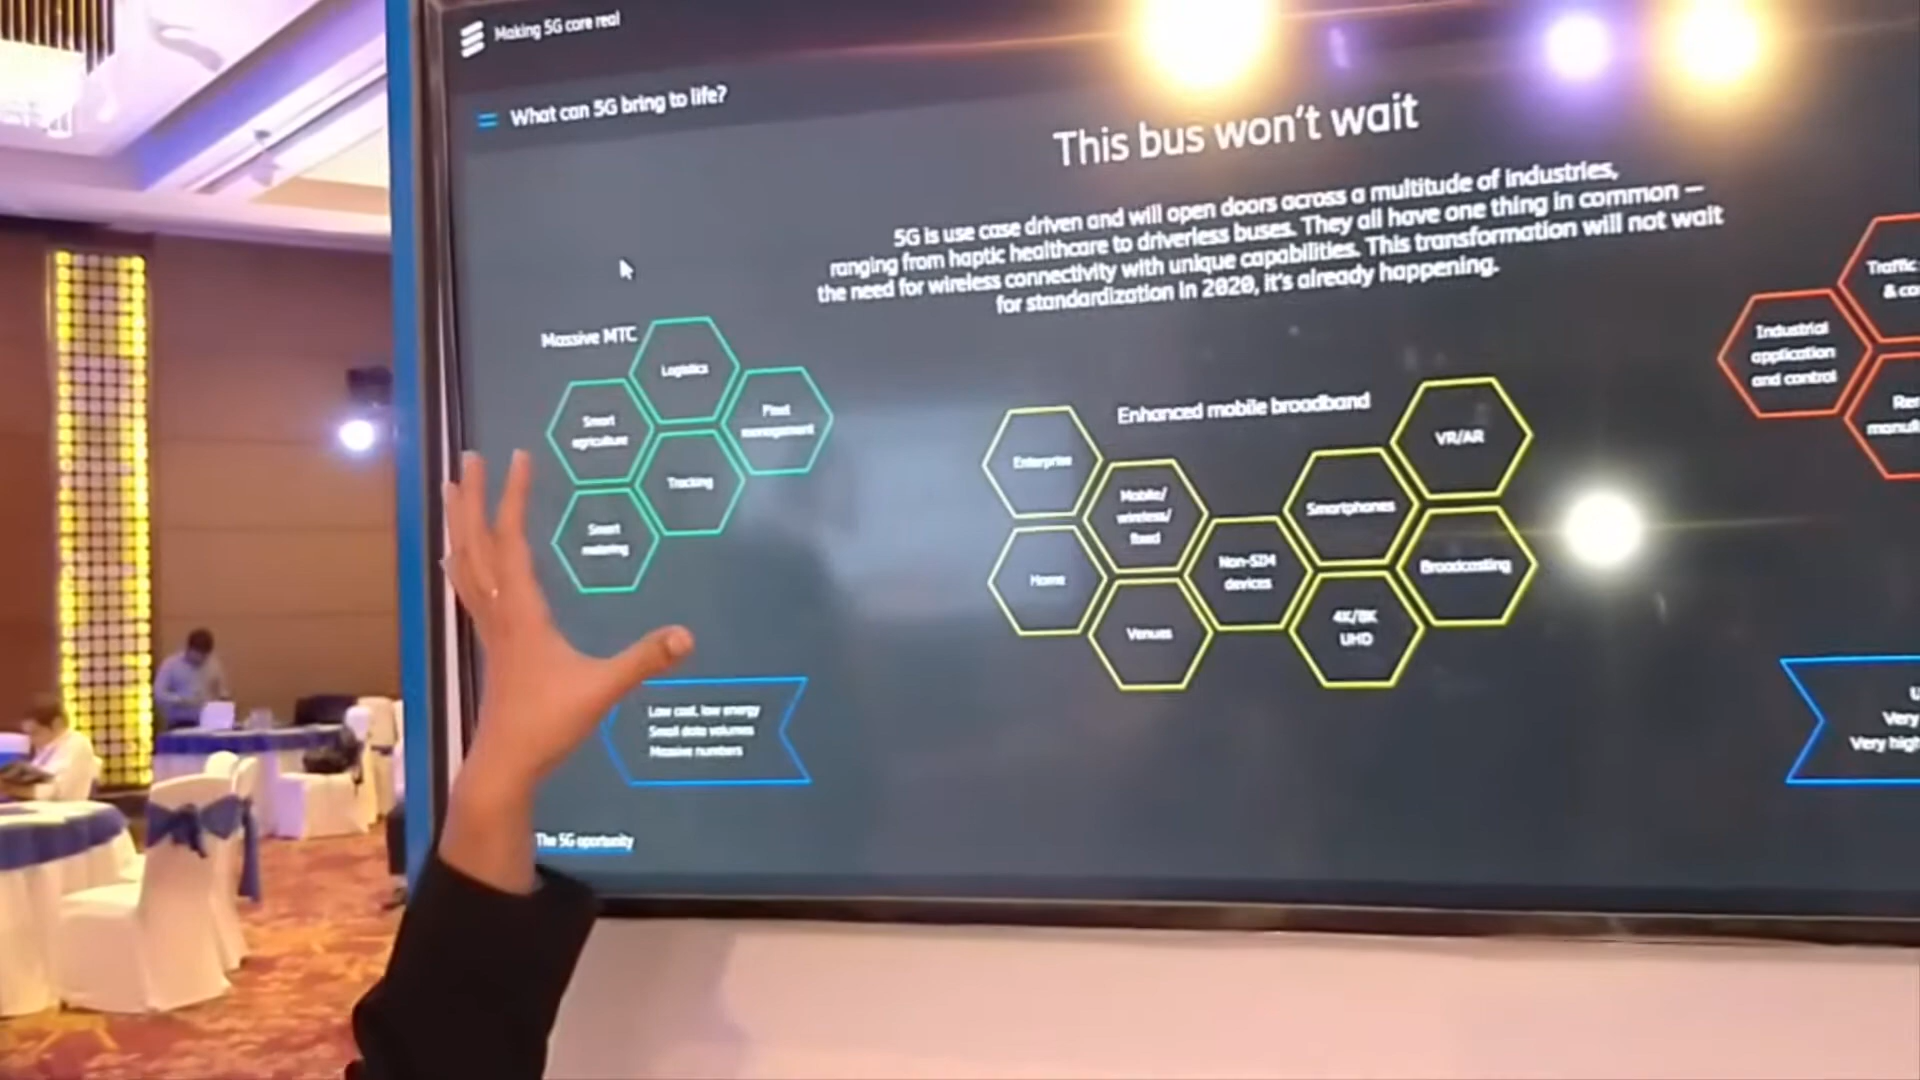 Making 5G core real
What can 5G bring to life?
This bus won't wait
5G is use case driven and will open doors across a multitude of industries,
ranging from haptic healthcare to driverless buses. They all have one thing in common –
the need for wireless connectivity with unique capabilities. This transformation will not wait
for standardization in 2020, it's already happening.
Massive MTC
Logistics
Smart
agriculture
Fleet
management
Tracking
Smart
metering
Low cost, low energy
Small data volumes
Massive numbers
Enhanced mobile broadband
Enterprise
Mobile/
wireless/
fixed
Home
Venues
Non-SIM
devices
Smartphones
VR/AR
Broadcasting
4K/8K
UHD
Traffic
& co
Industrial
application
and control
Rem
manu
Very
Very high
The 5G oportunity